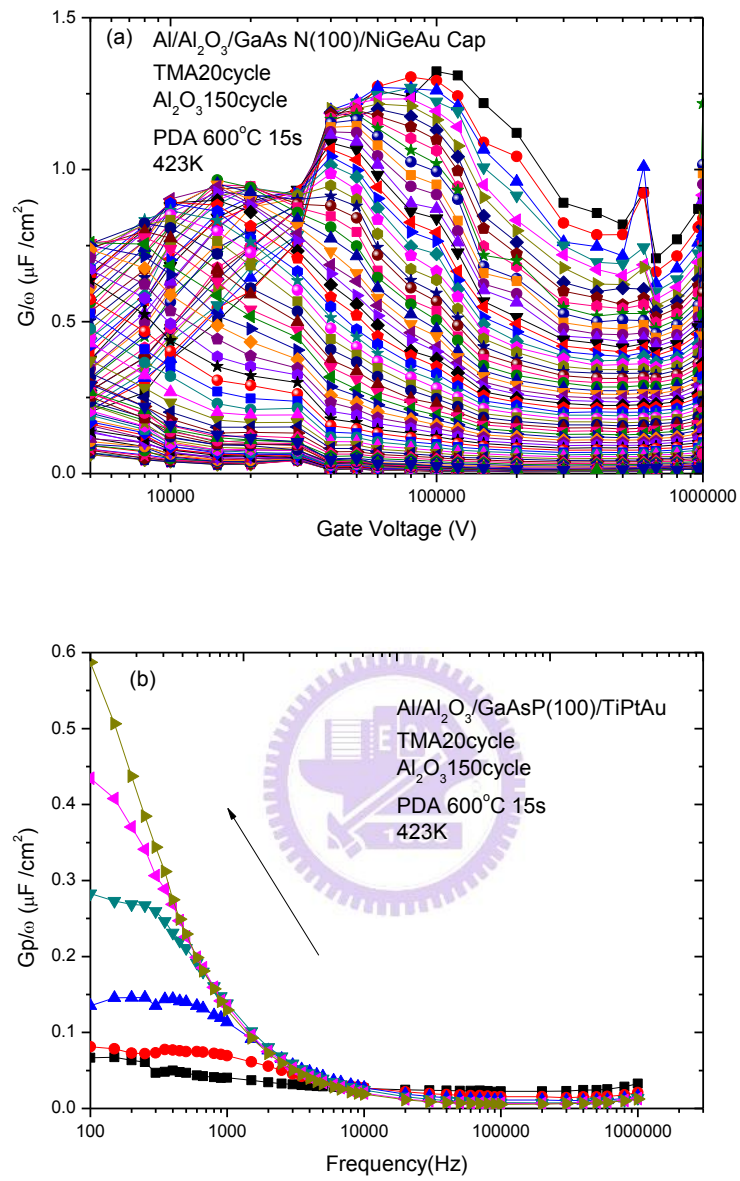 (a) Al/Al₂O₃/GaAs N(100)/NiGeAu Cap
TMA20cycle
Al₂O₃150cycle
PDA 600°C 15s
423K
G/ω (μF /cm²)
1.5
1.0
0.5
0.0
10000 100000 1000000
Gate Voltage (V)
(b)
Al/Al₂O₃/GaAsP(100)/TiPtAu
TMA20cycle
Al₂O₃150cycle
PDA 600°C 15s
423K
Gp/ω (μF /cm²)
0.6
0.5
0.4
0.3
0.2
0.1
0.0
100 1000 10000 100000 1000000
Frequency(Hz)